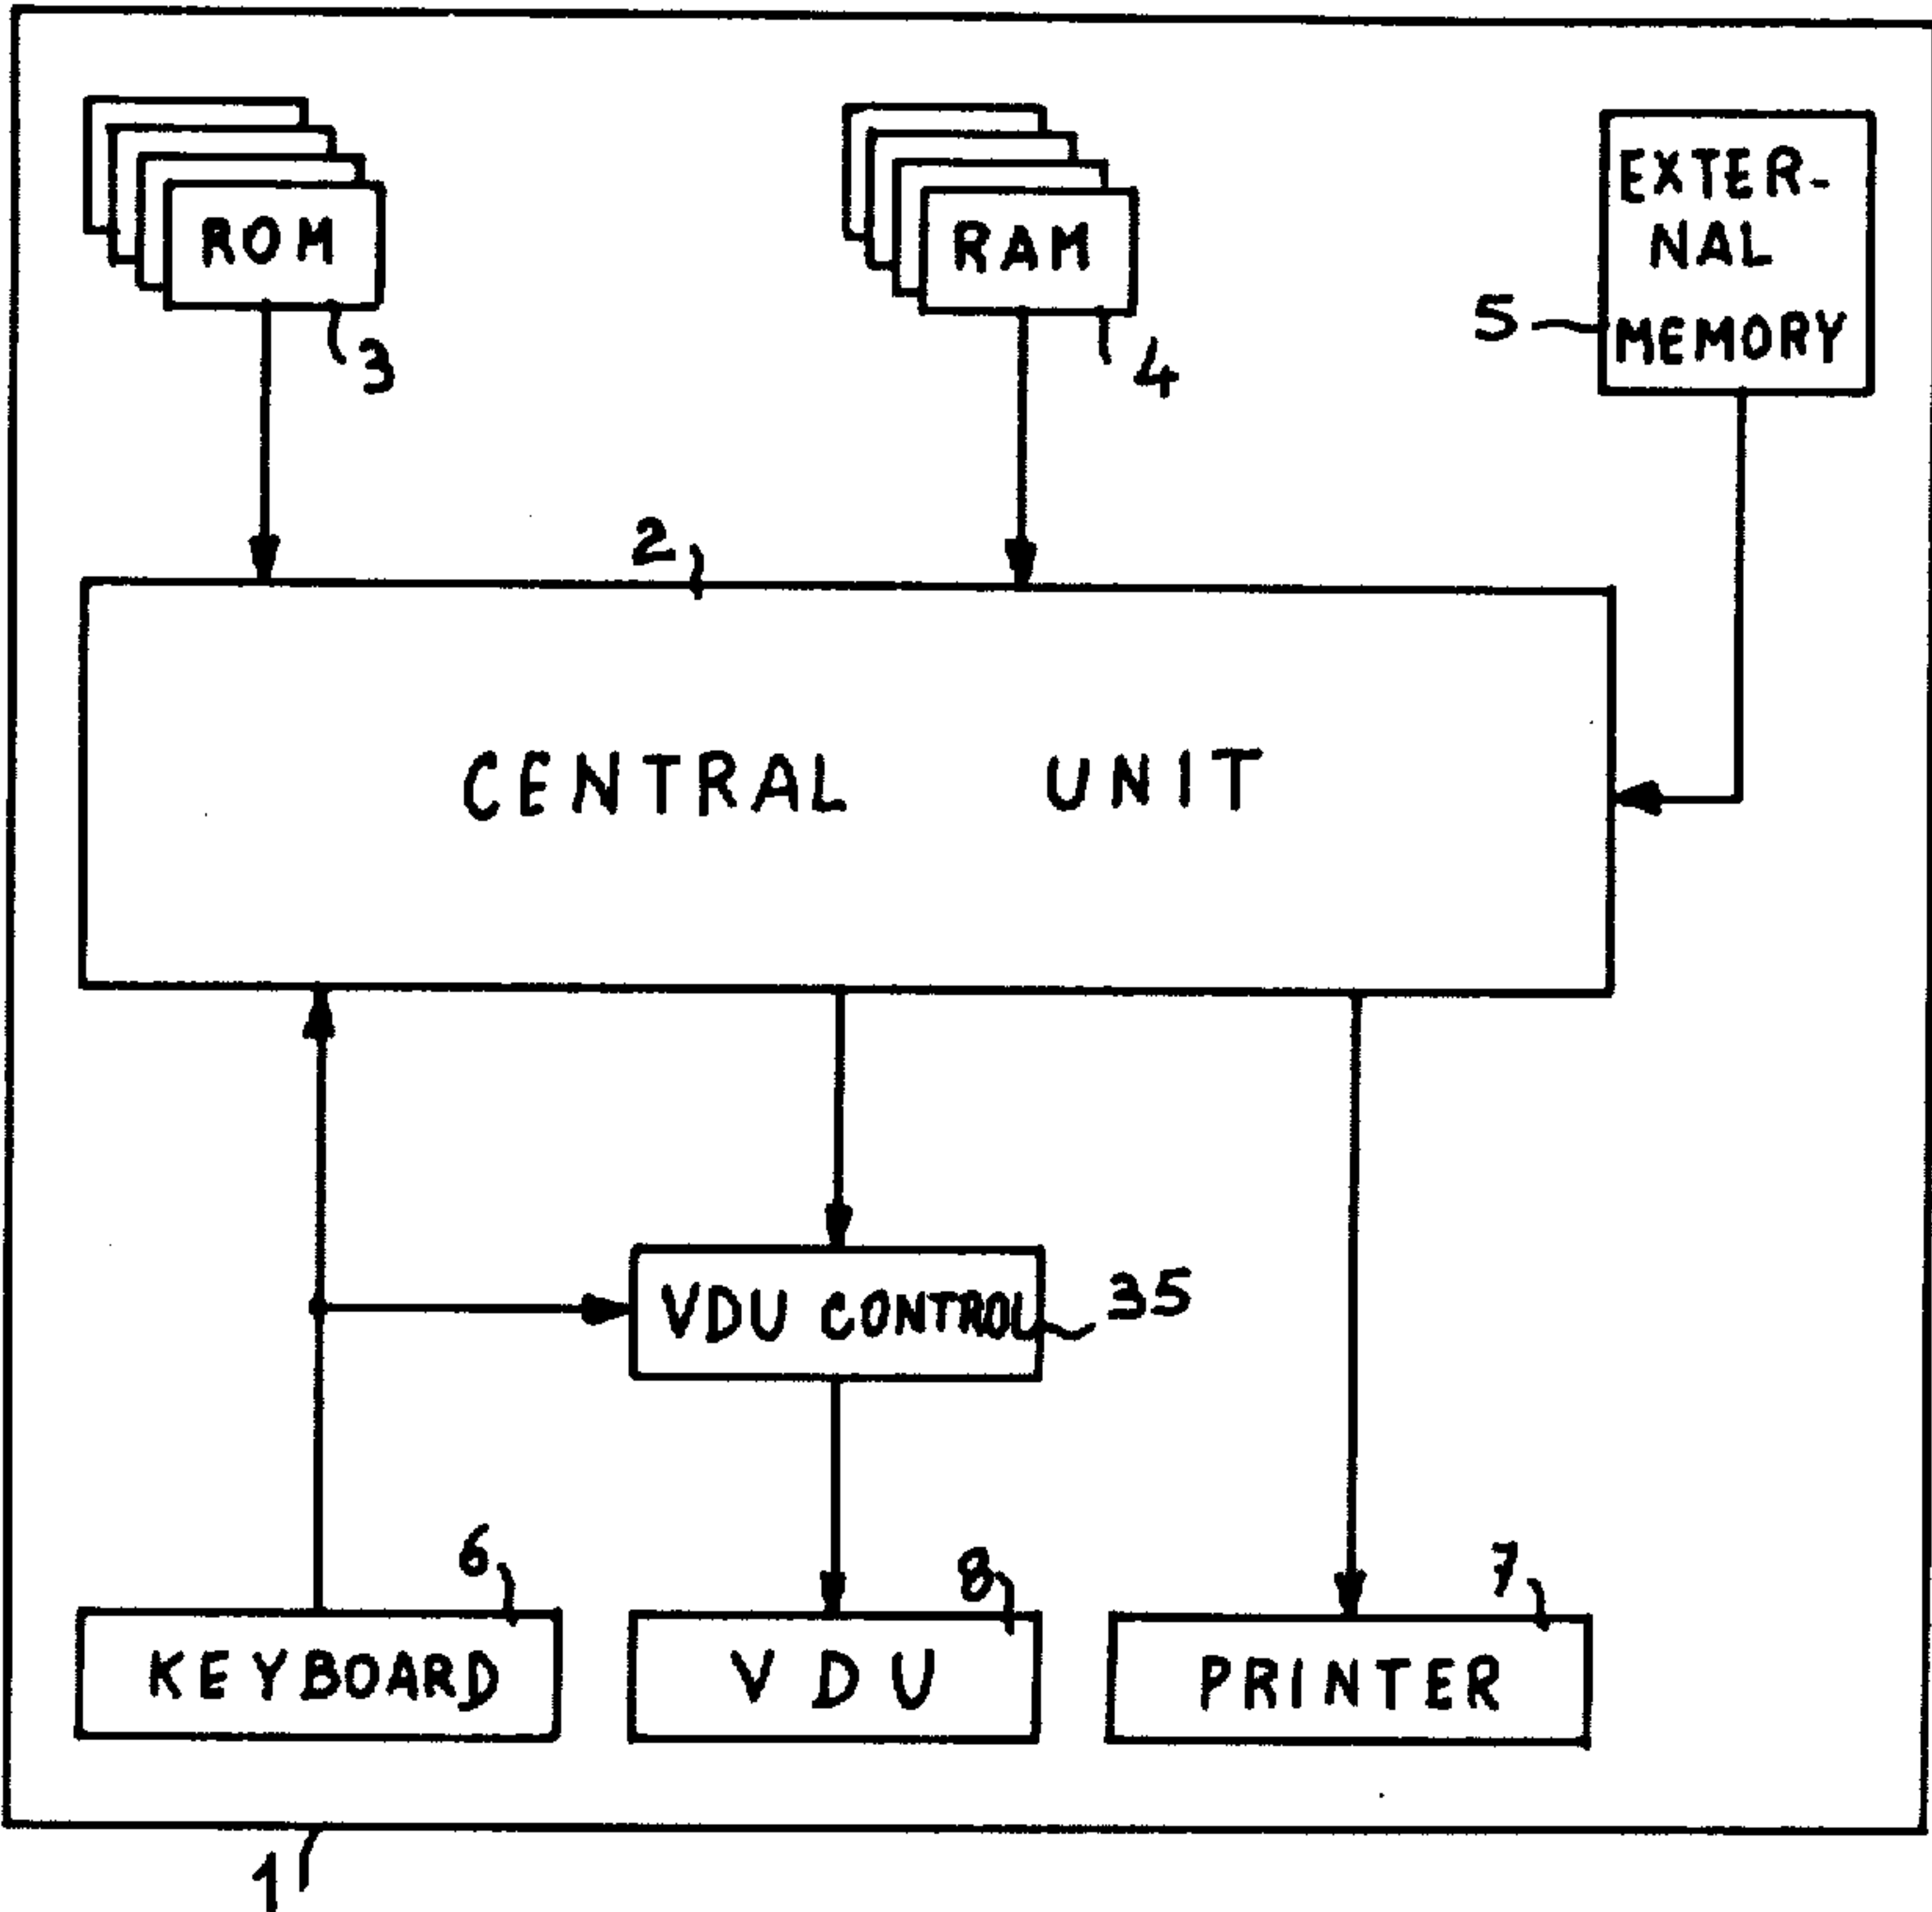 ROM
RAM
EXTER-
NAL
MEMORY
5
3
4
2
CENTRAL UNIT
VDU CONTROL
35
6
8
7
KEYBOARD
VDU
PRINTER
1